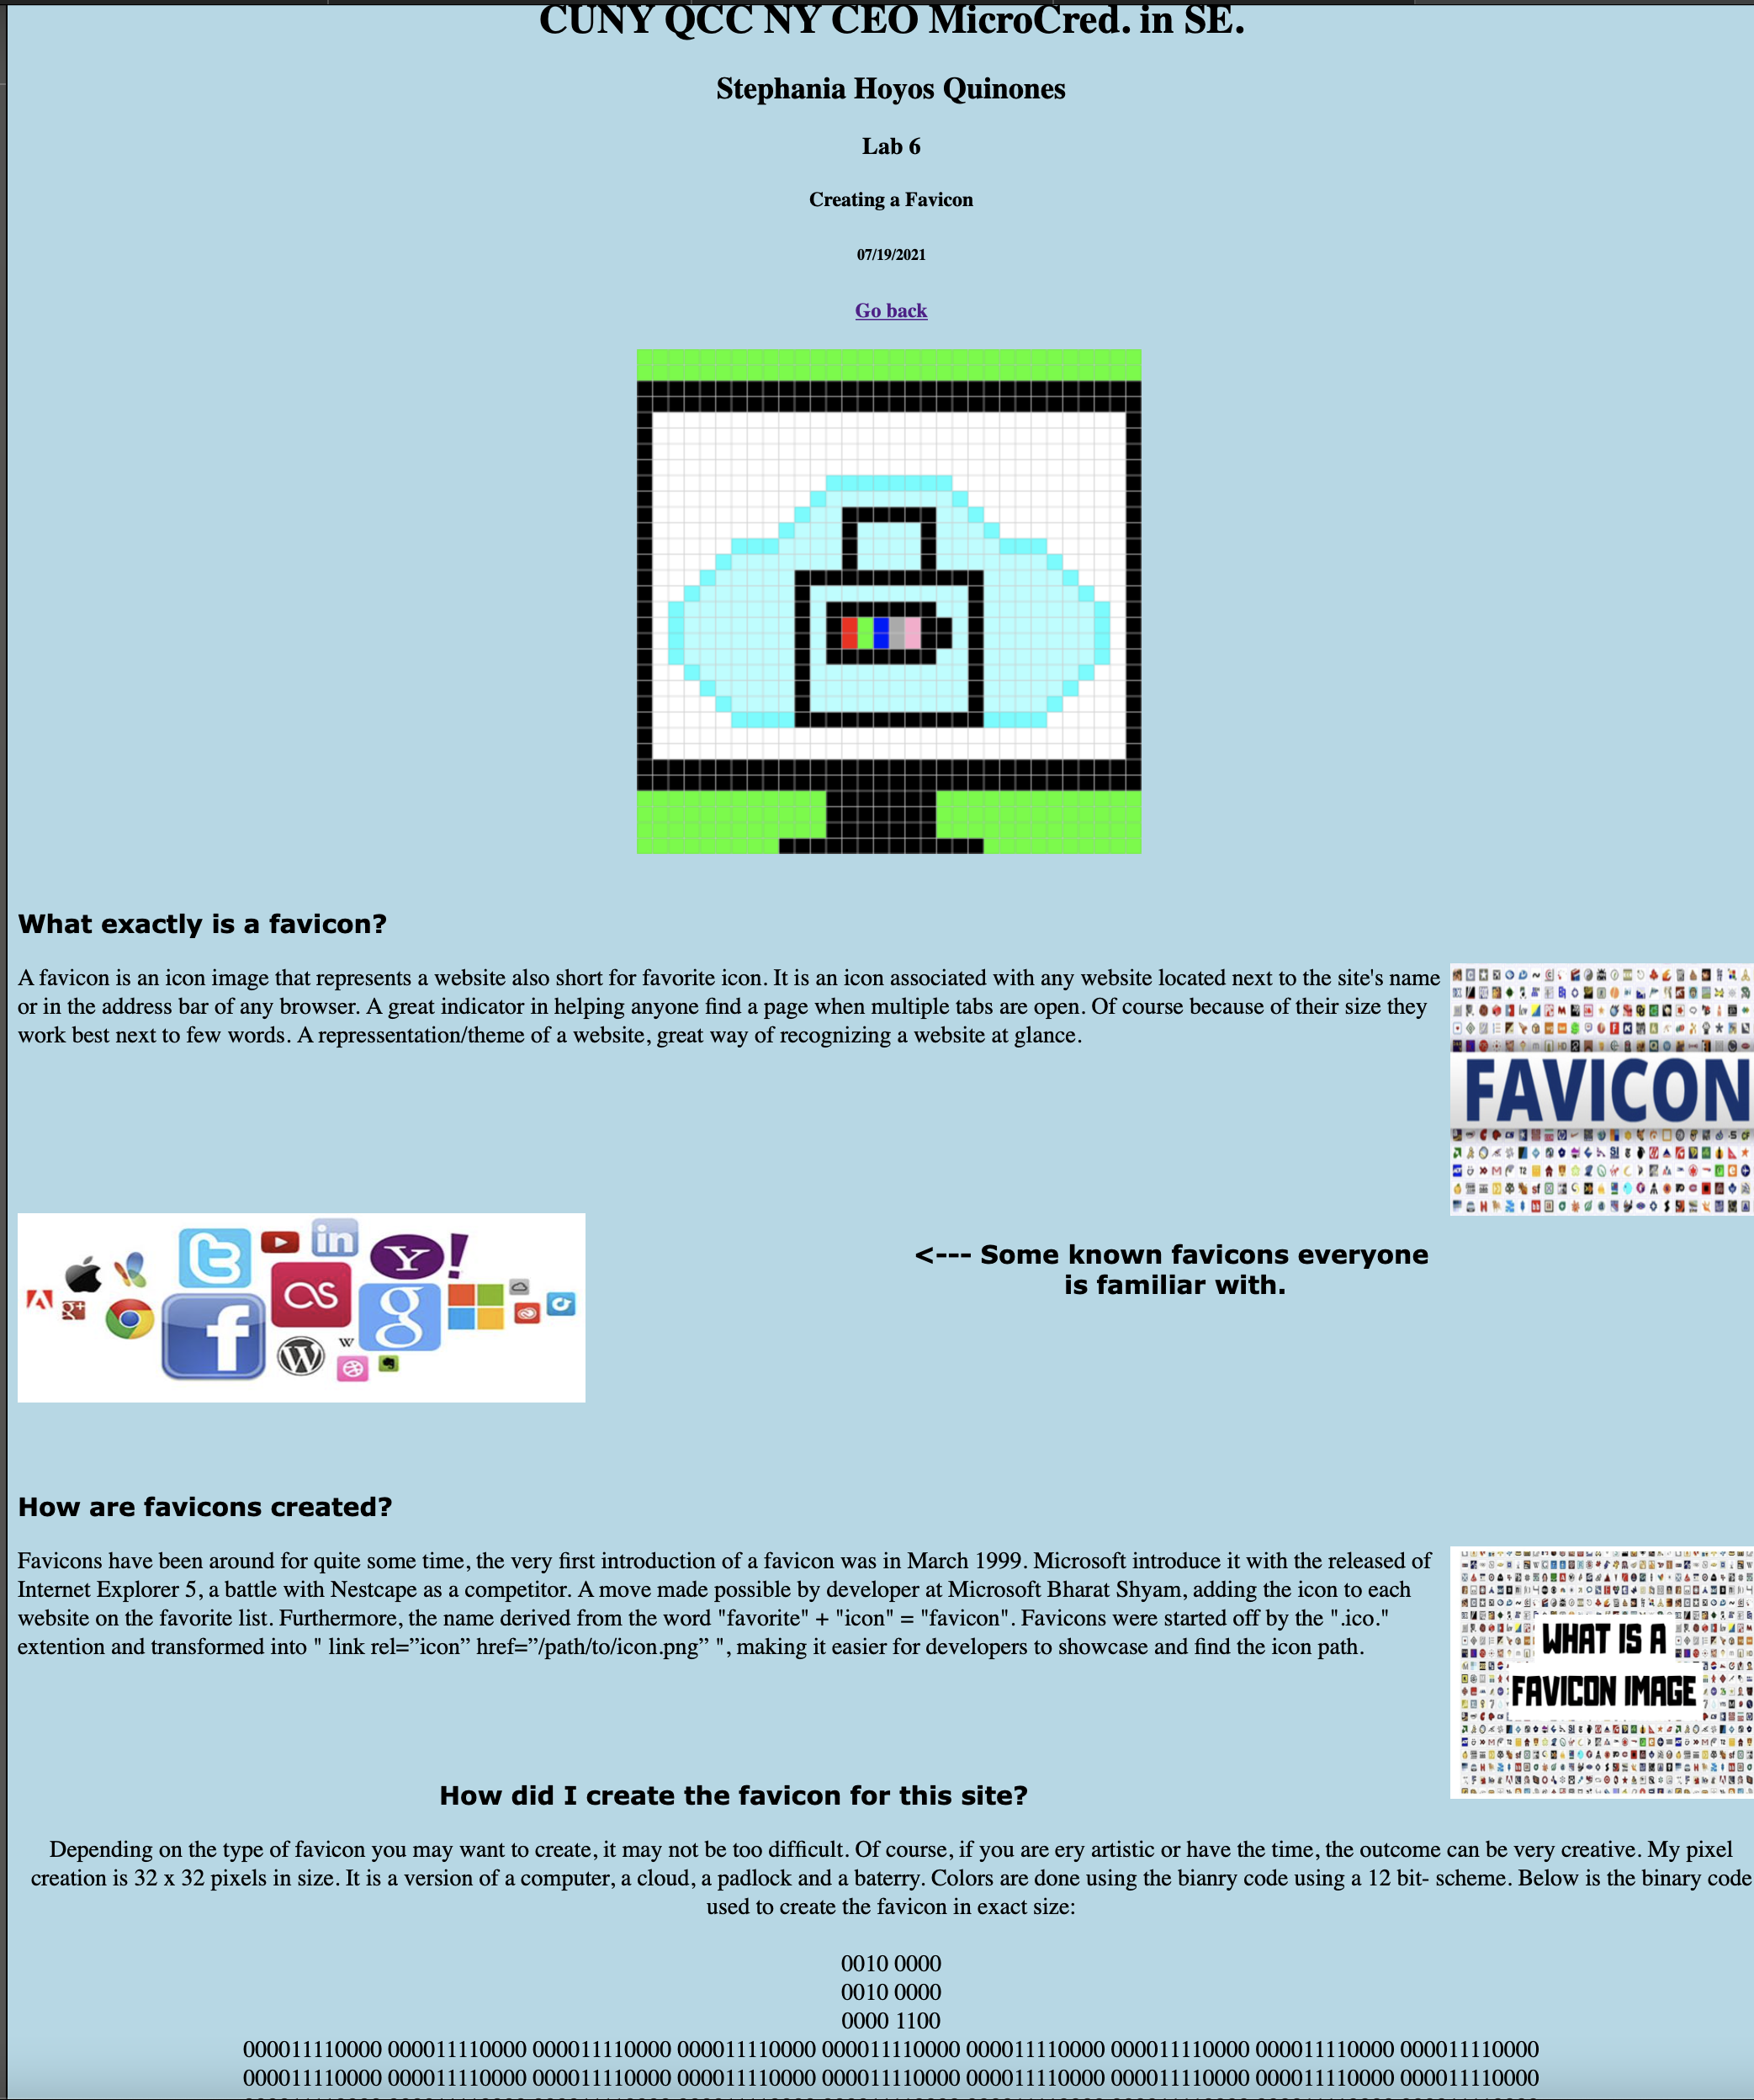 CUNY QCC NY CEO MicroCred. in SE.
Stephania Hoyos Quinones
Lab 6
Creating a Favicon
07/19/2021
Go back
What exactly is a favicon?
A favicon is an icon image that represents a website also short for favorite icon. It is an icon associated with any website located next to the site's name
or in the address bar of any browser. A great indicator in helping anyone find a page when multiple tabs are open. Of course because of their size they
work best next to few words. A repressentation/theme of a website, great way of recognizing a website at glance.
FAVICON
<--- Some known favicons everyone
is familiar with.
How are favicons created?
Favicons have been around for quite some time, the very first introduction of a favicon was in March 1999. Microsoft introduce it with the released of
Internet Explorer 5, a battle with Nestcape as a competitor. A move made possible by developer at Microsoft Bharat Shyam, adding the icon to each
website on the favorite list. Furthermore, the name derived from the word "favorite" + "icon" = "favicon". Favicons were started off by the ".ico."
extention and transformed into " link rel=”icon” href=”/path/to/icon.png” ", making it easier for developers to showcase and find the icon path.
WHAT IS A
FAVICON IMAGE
How did I create the favicon for this site?
Depending on the type of favicon you may want to create, it may not be too difficult. Of course, if you are ery artistic or have the time, the outcome can be very creative. My pixel
creation is 32 x 32 pixels in size. It is a version of a computer, a cloud, a padlock and a baterry. Colors are done using the bianry code using a 12 bit- scheme. Below is the binary code
used to create the favicon in exact size:
0010 0000
0010 0000
0000 1100
000011110000 000011110000 000011110000 000011110000 000011110000 000011110000 000011110000 000011110000 000011110000
000011110000 000011110000 000011110000 000011110000 000011110000 000011110000 000011110000 000011110000 000011110000